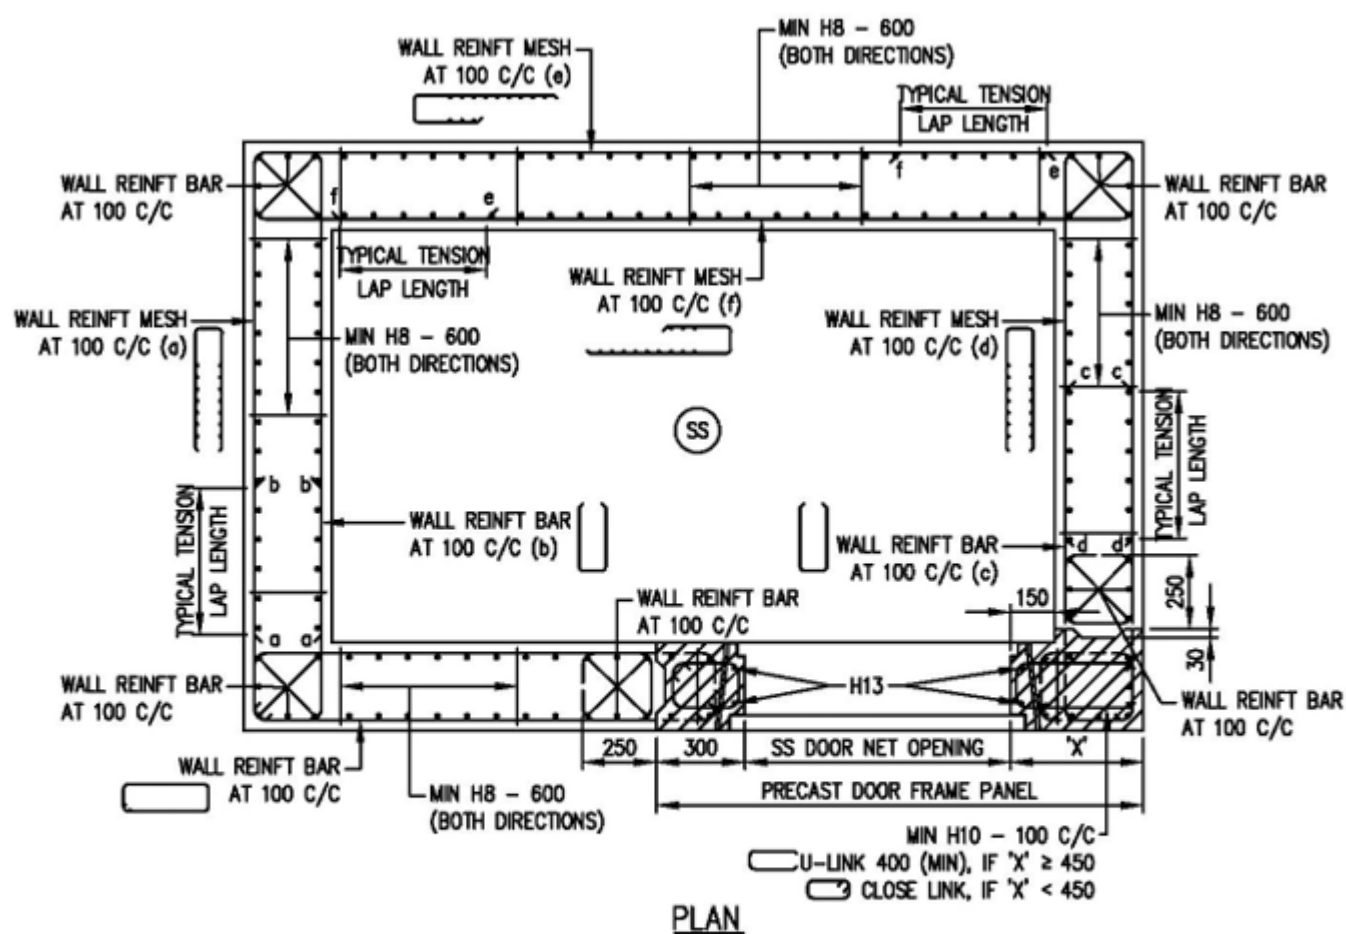 MIN H8 - 600
(BOTH DIRECTIONS)
WALL REINFT MESH
AT 100 C/C (e)
TYPICAL TENSION
LAP LENGTH
WALL REINFT BAR
AT 100 C/C
f
e
f
e
WALL REINFT BAR
AT 100 C/C
TYPICAL TENSION
LAP LENGTH
WALL REINFT MESH
AT 100 C/C (f)
WALL REINFT MESH
AT 100 C/C (a)
MIN H8 - 600
(BOTH DIRECTIONS)
WALL REINFT MESH
AT 100 C/C (d)
MIN H8 - 600
(BOTH DIRECTIONS)
c c
SS
TYPICAL TENSION
LAP LENGTH
b b
TYPICAL TENSION
LAP LENGTH
WALL REINFT BAR
AT 100 C/C (b)
WALL REINFT BAR
AT 100 C/C (c)
d d
250
150
WALL REINFT BAR
AT 100 C/C
a a
30
WALL REINFT BAR
AT 100 C/C
H13
WALL REINFT BAR
AT 100 C/C
250
300
SS DOOR NET OPENING
'X'
WALL REINFT BAR
AT 100 C/C
MIN H8 - 600
(BOTH DIRECTIONS)
PRECAST DOOR FRAME PANEL
MIN H10 - 100 C/C
U-LINK 400 (MIN), IF 'X' ≥ 450
CLOSE LINK, IF 'X' < 450
PLAN